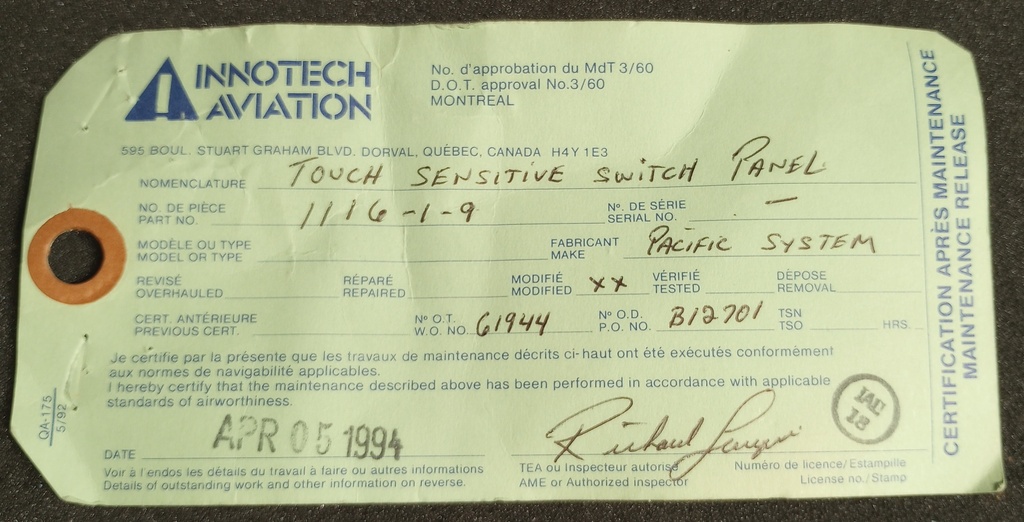 INNOTECH
AVIATION
No. d'approbation du MdT 3/60
D.O.T. approval No.3/60
MONTREAL
595 BOUL. STUART GRAHAM BLVD. DORVAL, QUÉBEC, CANADA H4Y 1E3
NOMENCLATURE TOUCH SENSITIVE SWITCH PANEL
NO. DE PIÈCE
PART NO. 1116-1-9
Nº. DE SÉRIE
SERIAL NO. —
MODÈLE OU TYPE
MODEL OR TYPE
FABRICANT
MAKE PACIFIC SYSTEM
REVISÉ
OVERHAULED
RÉPARÉ
REPAIRED
MODIFIÉ
MODIFIED XX
VÉRIFIÉ
TESTED
DÉPOSE
REMOVAL
CERT. ANTÉRIEURE
PREVIOUS CERT.
Nº O.T.
W.O. NO. 61944
Nº O.D.
P.O. NO. B12701
TSN
TSO HRS.
Je certifie par la présente que les travaux de maintenance décrits ci-haut ont été exécutés conformément
aux normes de navigabilité applicables.
I hereby certify that the maintenance described above has been performed in accordance with applicable
standards of airworthiness.
DATE APR 05 1994
Richard
TEA ou Inspecteur autorisé
AME or Authorized inspector
Numéro de licence/Estampille
License no./Stamp
Voir à l'endos les détails du travail à faire ou autres informations
Details of outstanding work and other information on reverse.
QA-175
5/92
CERTIFICATION APRÈS MAINTENANCE
MAINTENANCE RELEASE